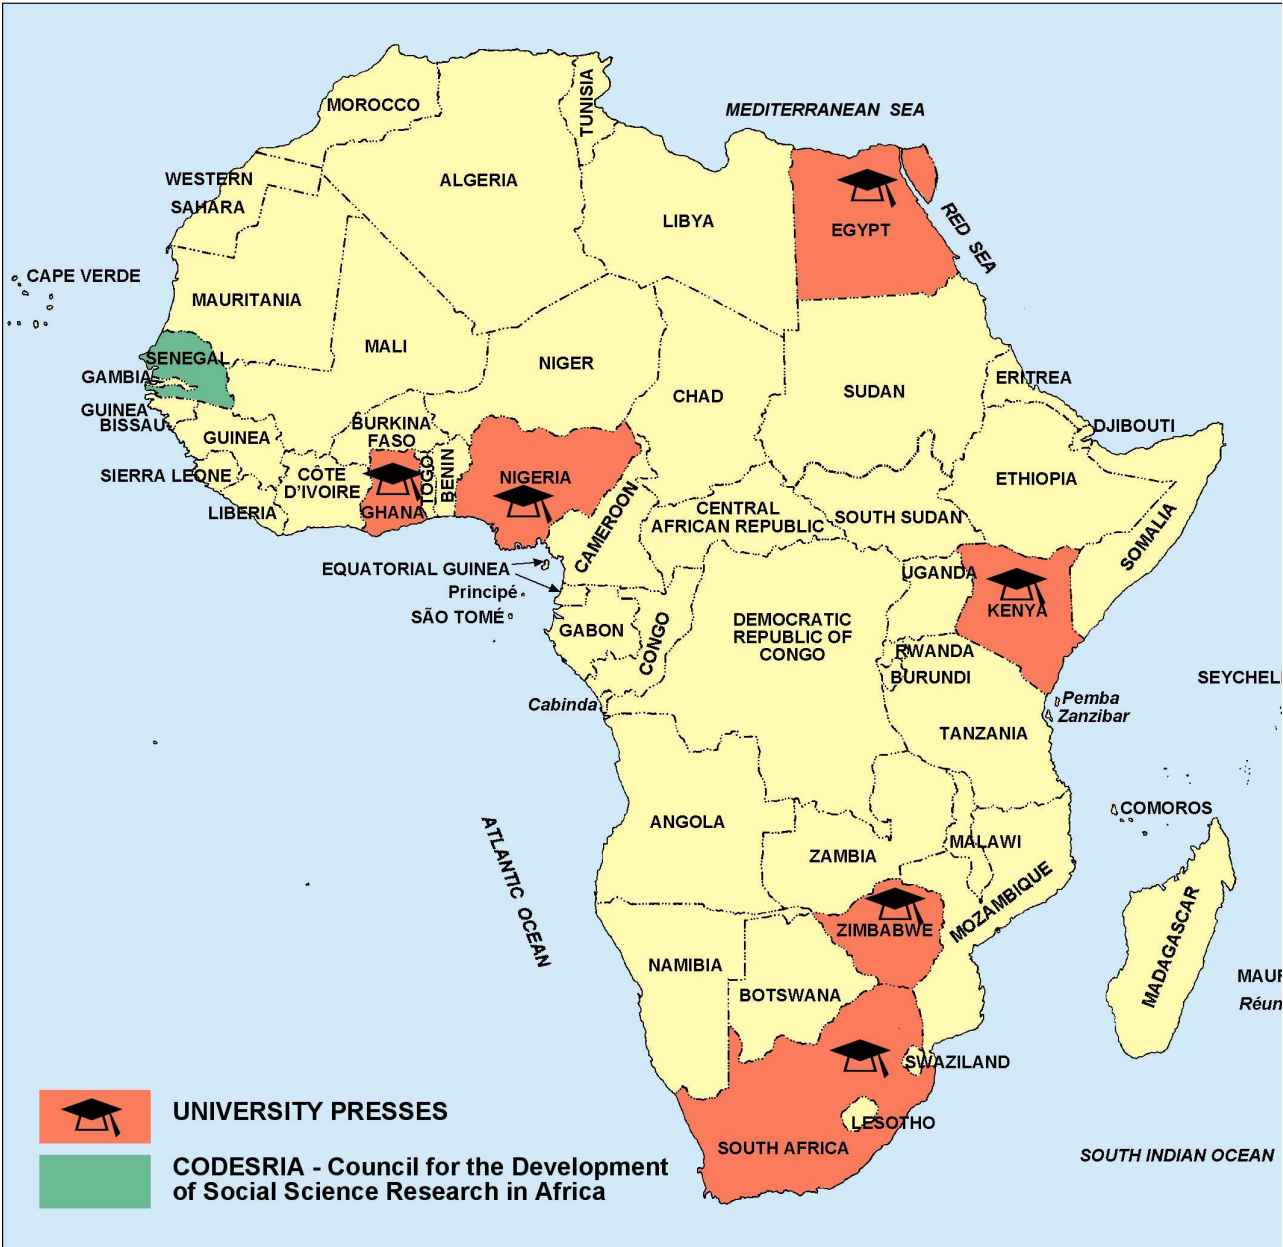 MOROCCO
TUNISIA
MEDITERRANEAN SEA
ALGERIA
WESTERN
SAHARA
LIBYA
EGYPT
RED SEA
CAPE VERDE
MAURITANIA
MALI
NIGER
CHAD
SUDAN
ERITREA
SENEGAL
GAMBIA
GUINEA
BISSAU
GUINEA
BURKINA
FASO
DJIBOUTI
SIERRA LEONE
CÔTE
D'IVOIRE
TOGO
BENIN
NIGERIA
ETHIOPIA
LIBERIA
GHANA
CAMEROON
CENTRAL
AFRICAN REPUBLIC
SOUTH SUDAN
SOMALIA
EQUATORIAL GUINEA
Principé
SÃO TOMÉ
GABON
CONGO
DEMOCRATIC
REPUBLIC OF
CONGO
UGANDA
KENYA
RWANDA
BURUNDI
SEYCHELL
Cabinda
Pemba
Zanzibar
TANZANIA
ATLANTIC OCEAN
ANGOLA
ZAMBIA
MALAWI
COMOROS
MOZAMBIQUE
MADAGASCAR
ZIMBABWE
NAMIBIA
BOTSWANA
MAUR
Réun
SWAZILAND
LESOTHO
SOUTH AFRICA
SOUTH INDIAN OCEAN
UNIVERSITY PRESSES
CODESRIA - Council for the Development
of Social Science Research in Africa